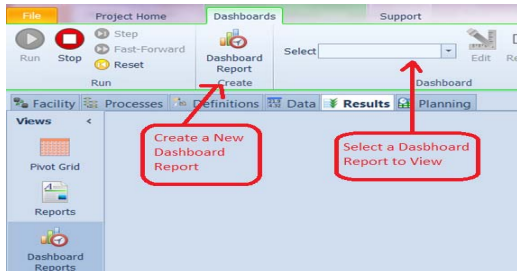 File Project Home Dashboards Support
Run Stop Step Fast-Forward Reset
Dashboard Report
Select
Edit
Run Create Dashboard
Facility Processes Definitions Data Results Planning
Views <
Pivot Grid
Reports
Dashboard
Reports
Create a New
Dashboard
Report
Select a Dasbhoard
Report to View